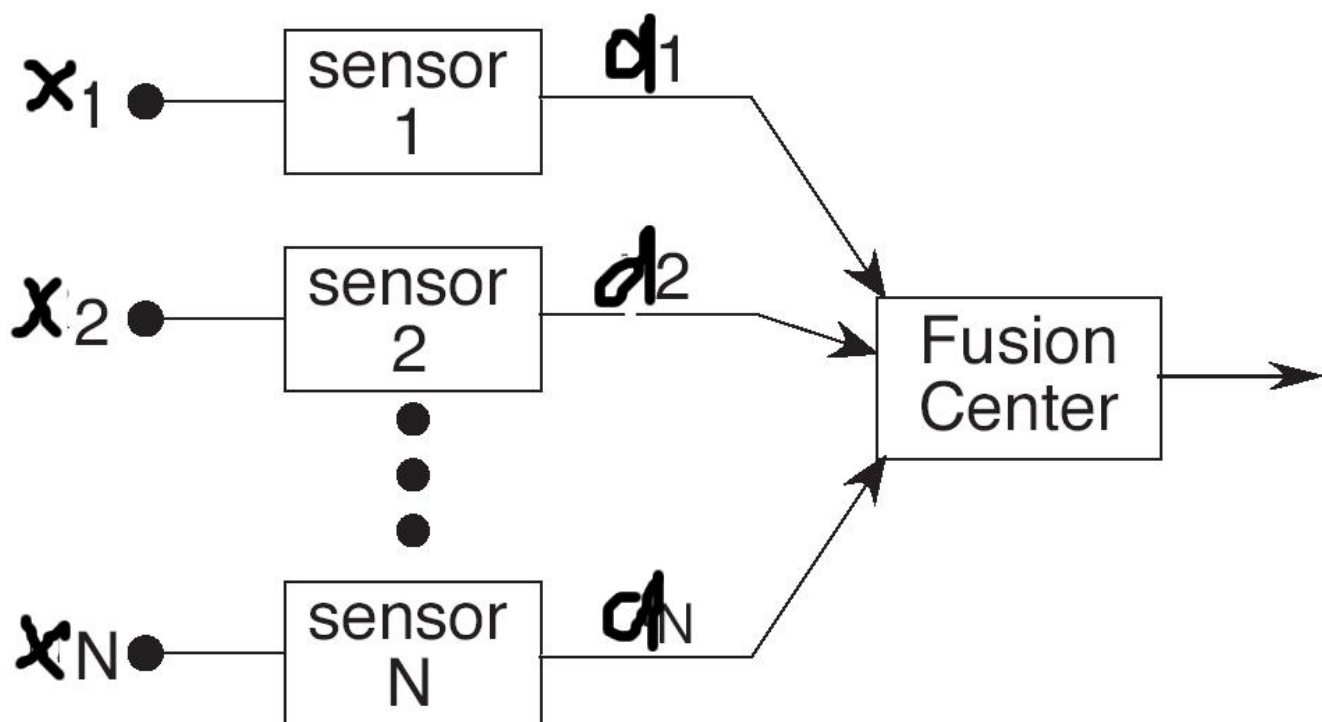 x1
sensor
1
d1
x2
sensor
2
d2
Fusion
Center
xN
sensor
N
dN